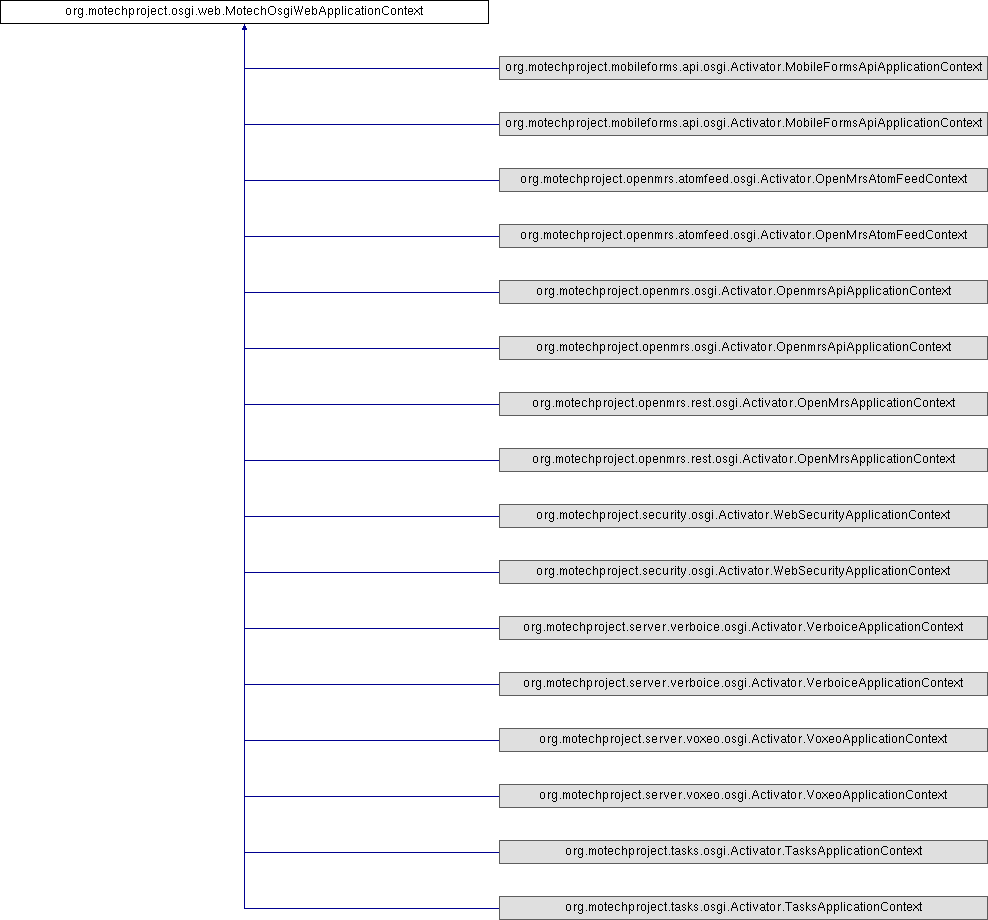 org.motechproject.osgi.web.MotechOsgiWebApplicationContext
org.motechproject.mobileforms.api.osgi.Activator.MobileFormsApiApplicationContext
org.motechproject.mobileforms.api.osgi.Activator.MobileFormsApiApplicationContext
org.motechproject.openmrs.atomfeed.osgi.Activator.OpenMrsAtomFeedContext
org.motechproject.openmrs.atomfeed.osgi.Activator.OpenMrsAtomFeedContext
org.motechproject.openmrs.osgi.Activator.OpenmrsApiApplicationContext
org.motechproject.openmrs.osgi.Activator.OpenmrsApiApplicationContext
org.motechproject.openmrs.rest.osgi.Activator.OpenMrsApplicationContext
org.motechproject.openmrs.rest.osgi.Activator.OpenMrsApplicationContext
org.motechproject.security.osgi.Activator.WebSecurityApplicationContext
org.motechproject.security.osgi.Activator.WebSecurityApplicationContext
org.motechproject.server.verboice.osgi.Activator.VerboiceApplicationContext
org.motechproject.server.verboice.osgi.Activator.VerboiceApplicationContext
org.motechproject.server.voxeo.osgi.Activator.VoxeoApplicationContext
org.motechproject.server.voxeo.osgi.Activator.VoxeoApplicationContext
org.motechproject.tasks.osgi.Activator.TasksApplicationContext
org.motechproject.tasks.osgi.Activator.TasksApplicationContext